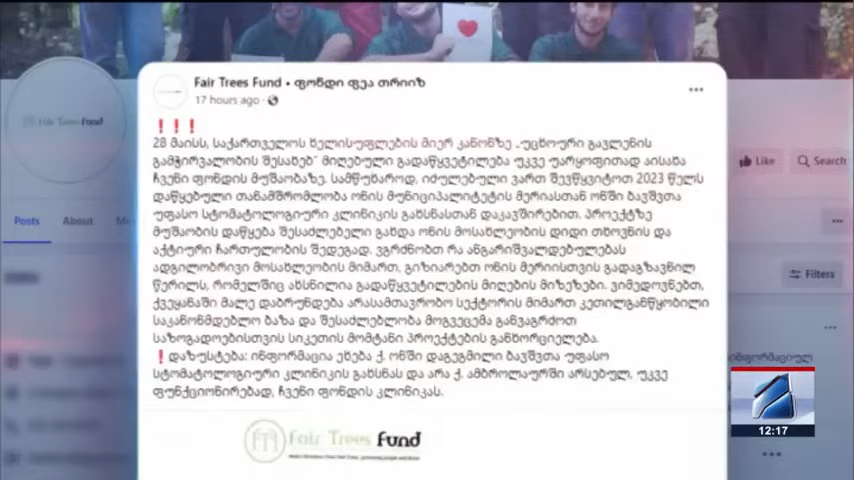 Fair Trees Fund • ფონდი ფეა თრიიზ
17 hours ago ·
❗❗❗
28 მაისს, საქართველოს ხელისუფლების მიერ კანონზე „უცხოური გავლენის
გამჭირვალობის შესახებ“ მიღებული გადაწყვეტილება უკვე უარყოფითად აისახა
ჩვენი ფონდის მუშაობაზე. სამწუხაროდ, იძულებული ვართ შევწყვიტოთ 2023 წელს
დაწყებული თანამშრომლობა ონის მუნიციპალიტეტის მერიასთან ონში ბავშვთა
უფასო სტომატოლოგიური კლინიკის გახსნასთან დაკავშირებით. პროექტზე
მუშაობის დაწყება შესაძლებელი გახდა ონის მოსახლეობის დიდი თხოვნის და
აქტიური ჩართულობის შედეგად. ვგრძნობთ რა ანგარიშვალდებულებას
ადგილობრივი მოსახლეობის მიმართ, გიზიარებთ ონის მერიისთვის გადაგზავნილ
წერილს, რომელშიც ახსნილია გადაწყვეტილების მიღების მიზეზები. ვიმედოვნებთ,
ქვეყანაში მალე დაბრუნდება არასამთავრობო სექტორის მიმართ კეთილგანწყობილი
საკანონმდებლო ბაზა და შესაძლებლობა მოგვეცემა განვაგრძოთ
საზოგადოებისთვის სიკეთის მომტანი პროექტების განხორციელება.
❗დაზუსტება: ინფორმაცია ეხება ქ. ონში დაგეგმილი ბავშვთა უფასო
სტომატოლოგიური კლინიკის გახსნას და არა ქ. ამბროლაურში არსებულ, უკვე
ფუნქციონირებად, ჩვენი ფონდის კლინიკას.
Fair Trees Fund
Fair Trees Fund
Like
Search
Posts
About
Filters
ინფორმაციულ
12:17